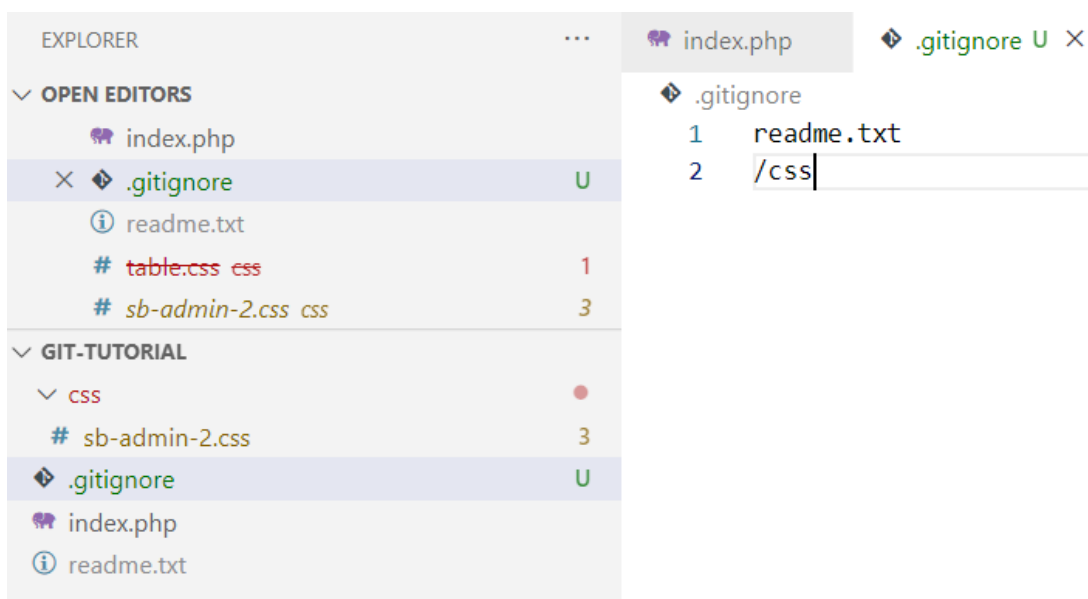 EXPLORER ...
OPEN EDITORS
index.php
.gitignore U
readme.txt
table.css css 1
sb-admin-2.css css 3
GIT-TUTORIAL
css
sb-admin-2.css 3
.gitignore U
index.php
readme.txt
index.php .gitignore U
.gitignore
1 readme.txt
2 /css